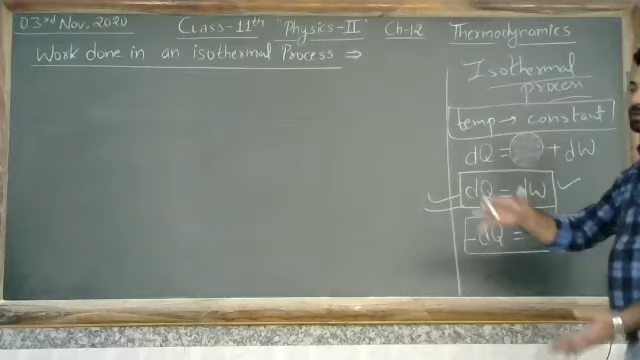 03rd Nov, 2020 Class-11th "Physics-II" Ch-12 Thermodynamics
Work done in an isothermal Process ⇒
Isothermal
process
temp → constant
dQ = + dW
dQ = dW
-dQ =